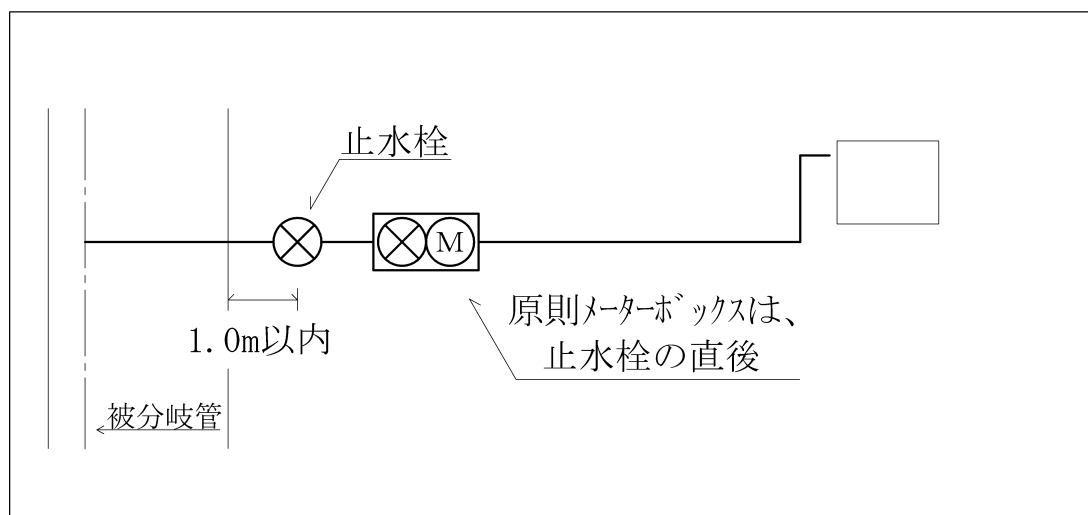 止水栓
M
原則メーターボックスは、
止水栓の直後
1.0m以内
被分岐管